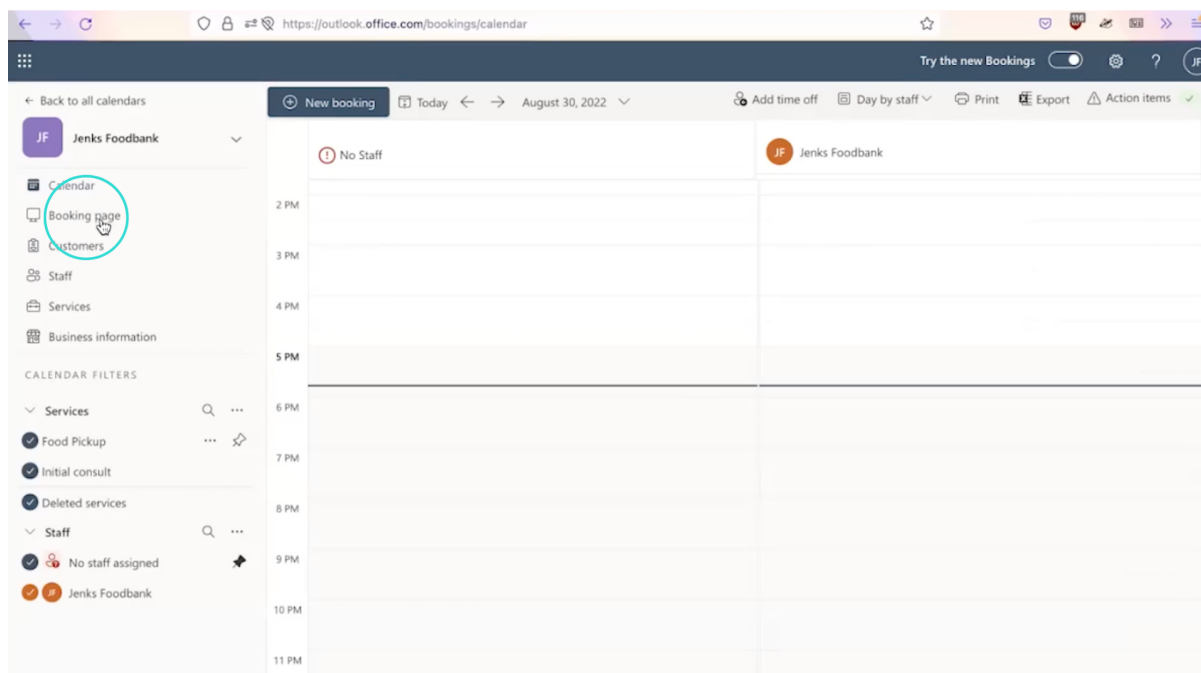 https://outlook.office.com/bookings/calendar
116
Try the new Bookings
? JF
← Back to all calendars
JF Jenks Foodbank
New booking Today August 30, 2022 Add time off Day by staff Print Export Action items
No Staff
JF Jenks Foodbank
Calendar
Booking page
Customers
Staff
Services
Business information
CALENDAR FILTERS
Services
Food Pickup
Initial consult
Deleted services
Staff
No staff assigned
JF Jenks Foodbank
2 PM
3 PM
4 PM
5 PM
6 PM
7 PM
8 PM
9 PM
10 PM
11 PM